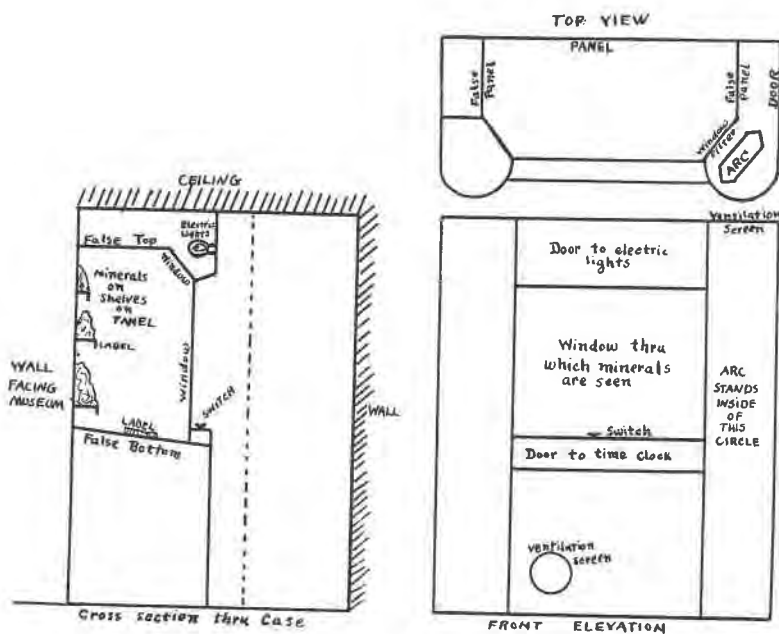 TOP VIEW
PANEL
False
Panel
False
Panel
DOOR
Window
Filter
ARC
CEILING
Electric
Lights
False Top
Window
Minerals
on
Shelves
on
PANEL
LABEL
Window
WALL
FACING
MUSEUM
SWITCH
WALL
LABEL
False Bottom
Cross section thru Case
Ventilation
Screen
Door to electric
lights
Window thru
which minerals
are seen
ARC
STANDS
INSIDE
OF
THIS
CIRCLE
Switch
Door to time clock
Ventilation
screen
FRONT ELEVATION